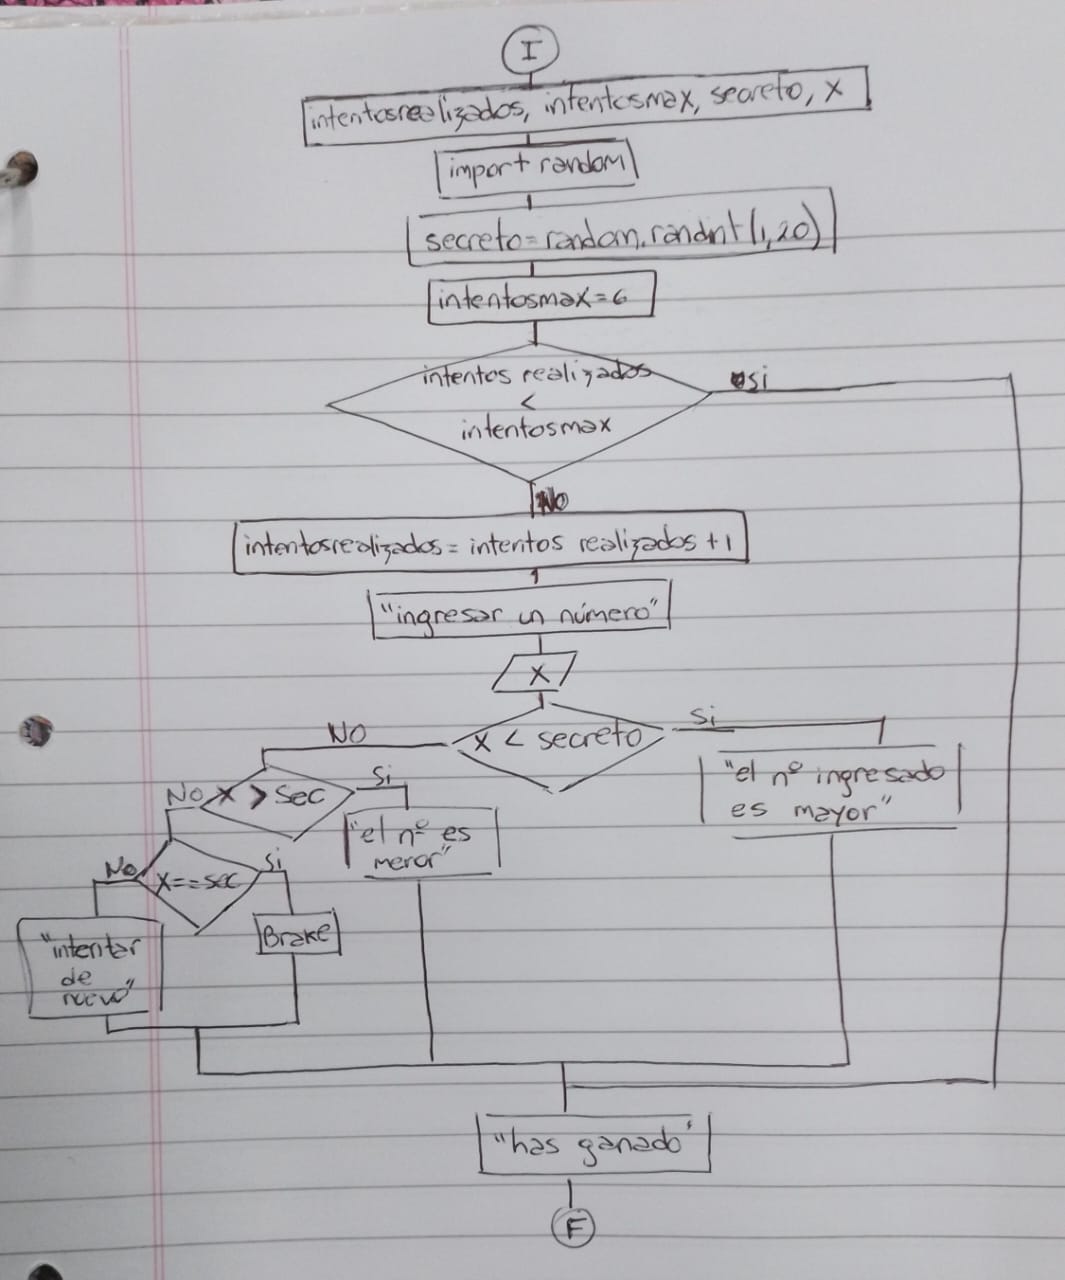 I
intentosrealizados, intentosmax, secreto, x
import random
secreto=random.randint(1,20)
intentosmax=6
intentos realizados
<
intentosmax
si
No
intentosrealizados = intentos realizados +1
"ingresar un número"
x
x < secreto
NO
Si
"el nº ingresado
es mayor"
x > sec
No
Si
"el nº es
menor"
x==sec
No
Si
"intentar
de
nuevo"
Brake
"has ganado"
F